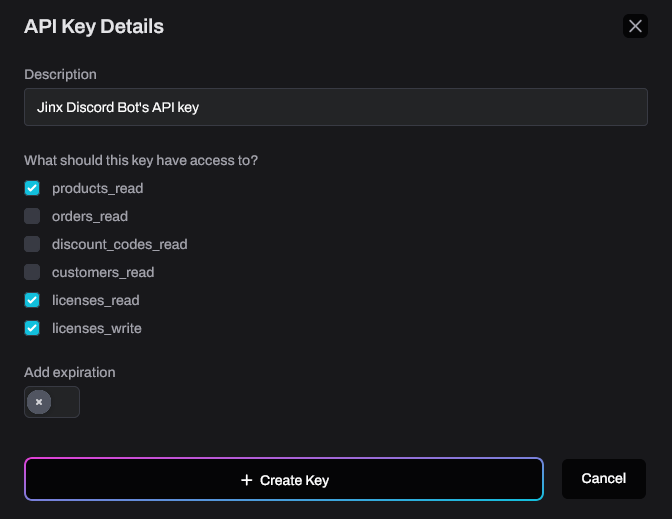 API Key Details
Description
Jinx Discord Bot's API key
What should this key have access to?
products_read
orders_read
discount_codes_read
customers_read
licenses_read
licenses_write
Add expiration
+ Create Key
Cancel